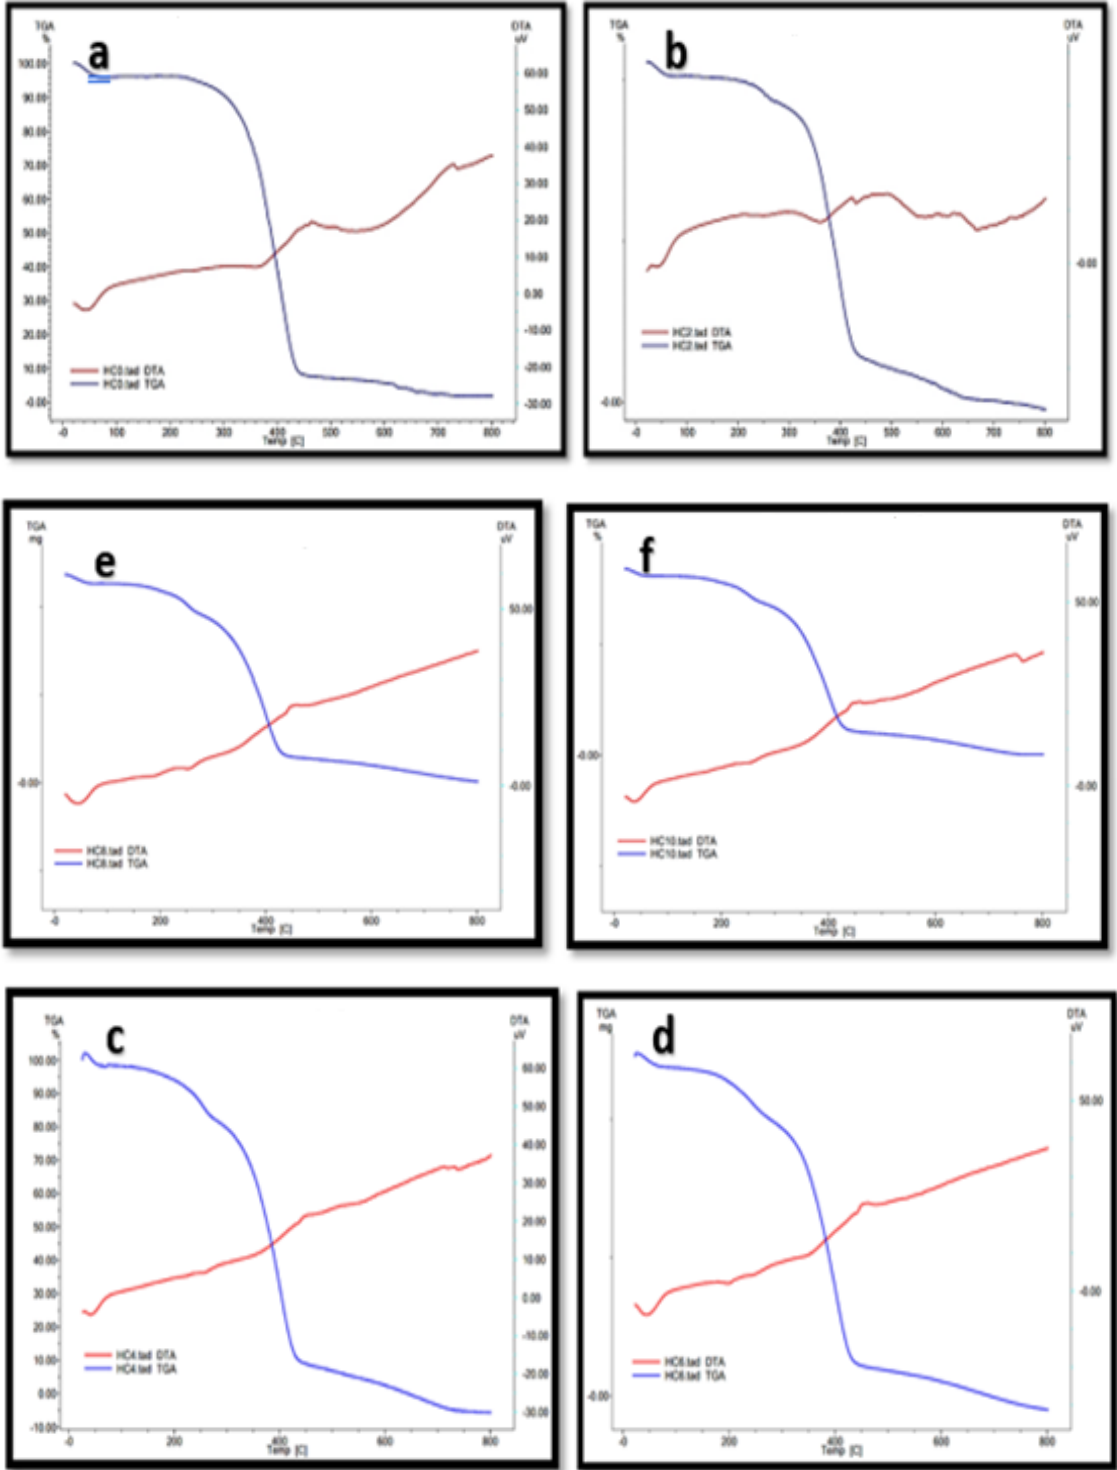 TGA
%
a
DTA
uV
100.00
90.00
80.00
70.00
60.00
50.00
40.00
30.00
20.00
10.00
-0.00
60.00
50.00
40.00
30.00
20.00
10.00
0.00
-10.00
-20.00
-30.00
HC0.tad DTA
HC0.tad TGA
-0 100 200 300 400 500 600 700 800
Temp [C]
TGA
%
b
DTA
uV
-0.00
-0.00
HC2.tad DTA
HC2.tad TGA
-0 100 200 300 400 500 600 700 800
Temp [C]
TGA
mg
e
DTA
uV
50.00
-0.00
-0.00
HC8.tad DTA
HC8.tad TGA
-0 200 400 600 800
Temp [C]
TGA
%
f
DTA
uV
50.00
-0.00
-0.00
HC10.tad DTA
HC10.tad TGA
-0 200 400 600 800
Temp [C]
TGA
%
c
DTA
uV
100.00
90.00
80.00
70.00
60.00
50.00
40.00
30.00
20.00
10.00
0.00
-10.00
60.00
50.00
40.00
30.00
20.00
10.00
0.00
-10.00
-20.00
-30.00
HC4.tad DTA
HC4.tad TGA
-0 200 400 600 800
Temp [C]
TGA
mg
d
DTA
uV
50.00
-0.00
-0.00
HC6.tad DTA
HC6.tad TGA
-0 200 400 600 800
Temp [C]